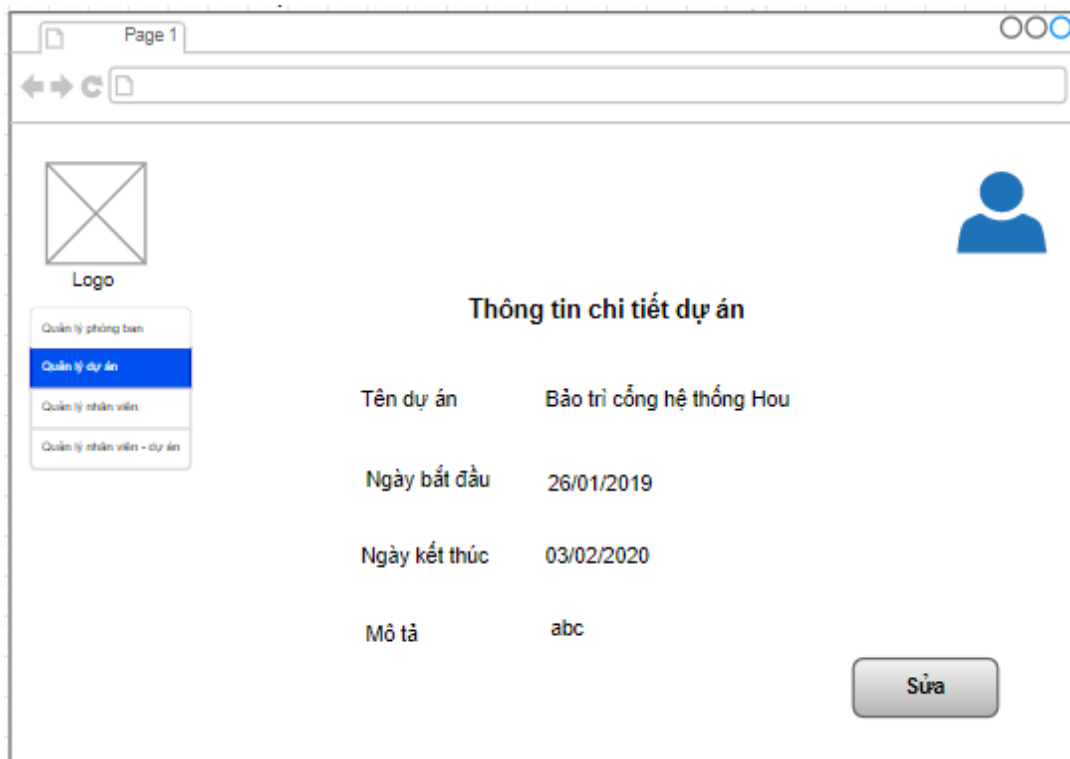 Page 1
Logo
Quản lý phòng ban
Quản lý dự án
Quản lý nhân viên
Quản lý nhân viên - dự án
Thông tin chi tiết dự án
Tên dự án Bảo trì cổng hệ thống Hou
Ngày bắt đầu 26/01/2019
Ngày kết thúc 03/02/2020
Mô tả abc
Sửa